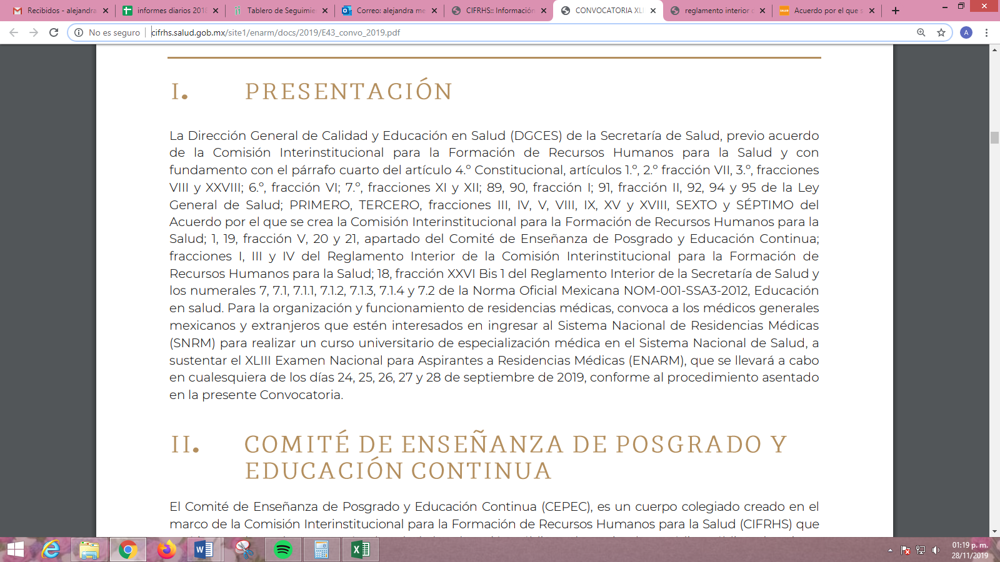 Recibidos - alejandra
informes diarios 201
Tablero de Seguimie
Correo: alejandra me
CIFRHS:: Información
CONVOCATORIA XL
reglamento interior
Acuerdo por el que s
No es seguro
cifrhs.salud.gob.mx/site1/enarm/docs/2019/E43_convo_2019.pdf
A
I. PRESENTACIÓN
La Dirección General de Calidad y Educación en Salud (DGCES) de la Secretaría de Salud, previo acuerdo
de la Comisión Interinstitucional para la Formación de Recursos Humanos para la Salud y con
fundamento con el párrafo cuarto del artículo 4.º Constitucional, artículos 1.º, 2.º fracción VII, 3.º, fracciones
VIII y XXVIII; 6.º, fracción VI; 7.º, fracciones XI y XII; 89, 90, fracción I; 91, fracción II, 92, 94 y 95 de la Ley
General de Salud; PRIMERO, TERCERO, fracciones III, IV, V, VIII, IX, XV y XVIII, SEXTO y SÉPTIMO del
Acuerdo por el que se crea la Comisión Interinstitucional para la Formación de Recursos Humanos para la
Salud; 1, 19, fracción V, 20 y 21, apartado del Comité de Enseñanza de Posgrado y Educación Continua;
fracciones I, III y IV del Reglamento Interior de la Comisión Interinstitucional para la Formación de
Recursos Humanos para la Salud; 18, fracción XXVI Bis 1 del Reglamento Interior de la Secretaría de Salud y
los numerales 7, 7.1, 7.1.1, 7.1.2, 7.1.3, 7.1.4 y 7.2 de la Norma Oficial Mexicana NOM-001-SSA3-2012, Educación
en salud. Para la organización y funcionamiento de residencias médicas, convoca a los médicos generales
mexicanos y extranjeros que estén interesados en ingresar al Sistema Nacional de Residencias Médicas
(SNRM) para realizar un curso universitario de especialización médica en el Sistema Nacional de Salud, a
sustentar el XLIII Examen Nacional para Aspirantes a Residencias Médicas (ENARM), que se llevará a cabo
en cualesquiera de los días 24, 25, 26, 27 y 28 de septiembre de 2019, conforme al procedimiento asentado
en la presente Convocatoria.
II. COMITÉ DE ENSEÑANZA DE POSGRADO Y
EDUCACIÓN CONTINUA
El Comité de Enseñanza de Posgrado y Educación Continua (CEPEC), es un cuerpo colegiado creado en el
marco de la Comisión Interinstitucional para la Formación de Recursos Humanos para la Salud (CIFRHS) que
01:19 p. m.
28/11/2019